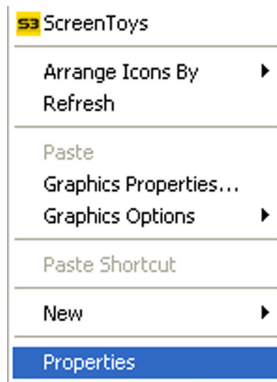 S3 ScreenToys
Arrange Icons By
Refresh
Paste
Graphics Properties...
Graphics Options
Paste Shortcut
New
Properties